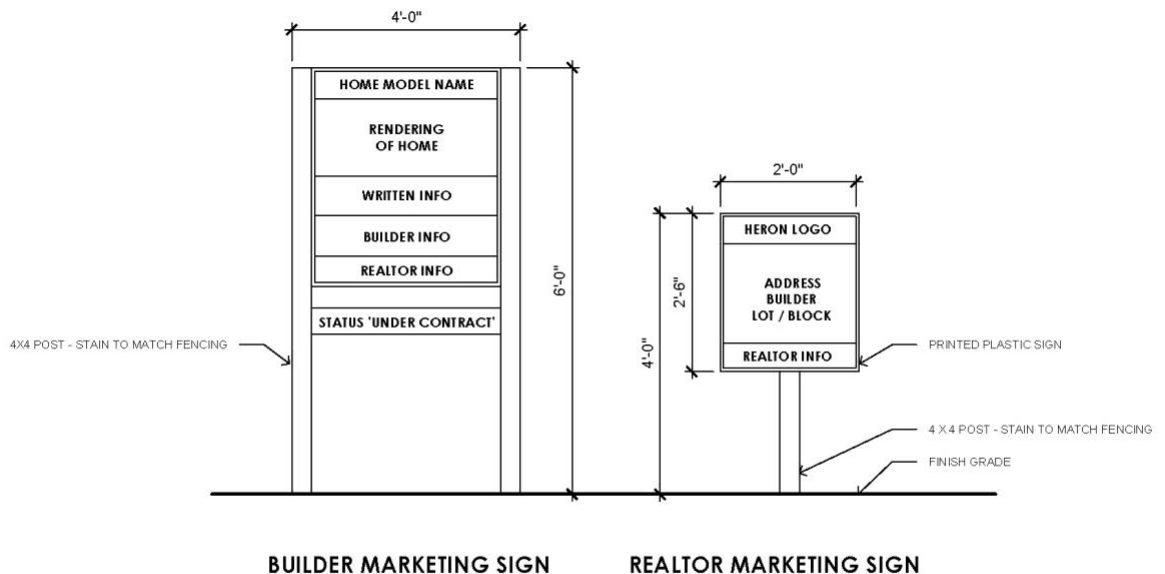 4'-0"
HOME MODEL NAME
RENDERING
OF HOME
WRITTEN INFO
BUILDER INFO
REALTOR INFO
STATUS 'UNDER CONTRACT'
4X4 POST - STAIN TO MATCH FENCING
6'-0"
2'-0"
HERON LOGO
ADDRESS
BUILDER
LOT / BLOCK
REALTOR INFO
2'-6"
4'-0"
PRINTED PLASTIC SIGN
4 X 4 POST - STAIN TO MATCH FENCING
FINISH GRADE
BUILDER MARKETING SIGN
REALTOR MARKETING SIGN